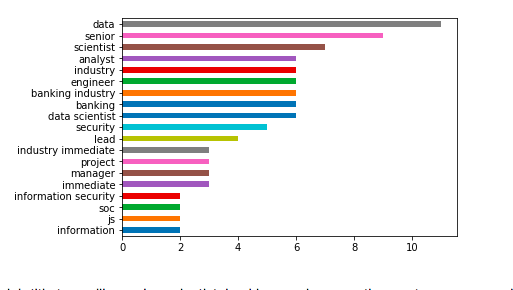 data
senior
scientist
analyst
industry
engineer
banking industry
banking
data scientist
security
lead
industry immediate
project
manager
immediate
information security
soc
js
information
0 2 4 6 8 10